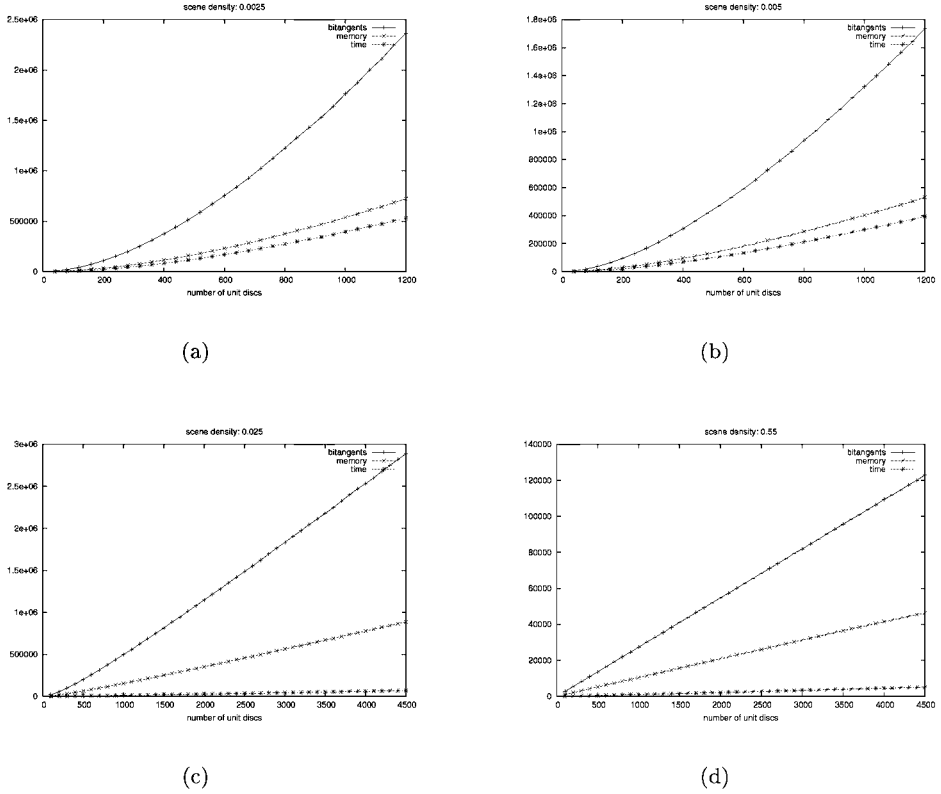 scene density: 0.0025
2.5e+06
2e+06
1.5e+06
1e+06
500000
0
bitangents
memory
time
0 200 400 600 800 1000 1200
number of unit discs
(a)
scene density: 0.005
1.8e+06
1.6e+06
1.4e+06
1.2e+06
1e+06
800000
600000
400000
200000
0
bitangents
memory
time
0 200 400 600 800 1000 1200
number of unit discs
(b)
scene density: 0.025
3e+06
2.5e+06
2e+06
1.5e+06
1e+06
500000
0
bitangents
memory
time
0 500 1000 1500 2000 2500 3000 3500 4000 4500
number of unit discs
(c)
scene density: 0.55
140000
120000
100000
80000
60000
40000
20000
0
bitangents
memory
time
0 500 1000 1500 2000 2500 3000 3500 4000 4500
number of unit discs
(d)